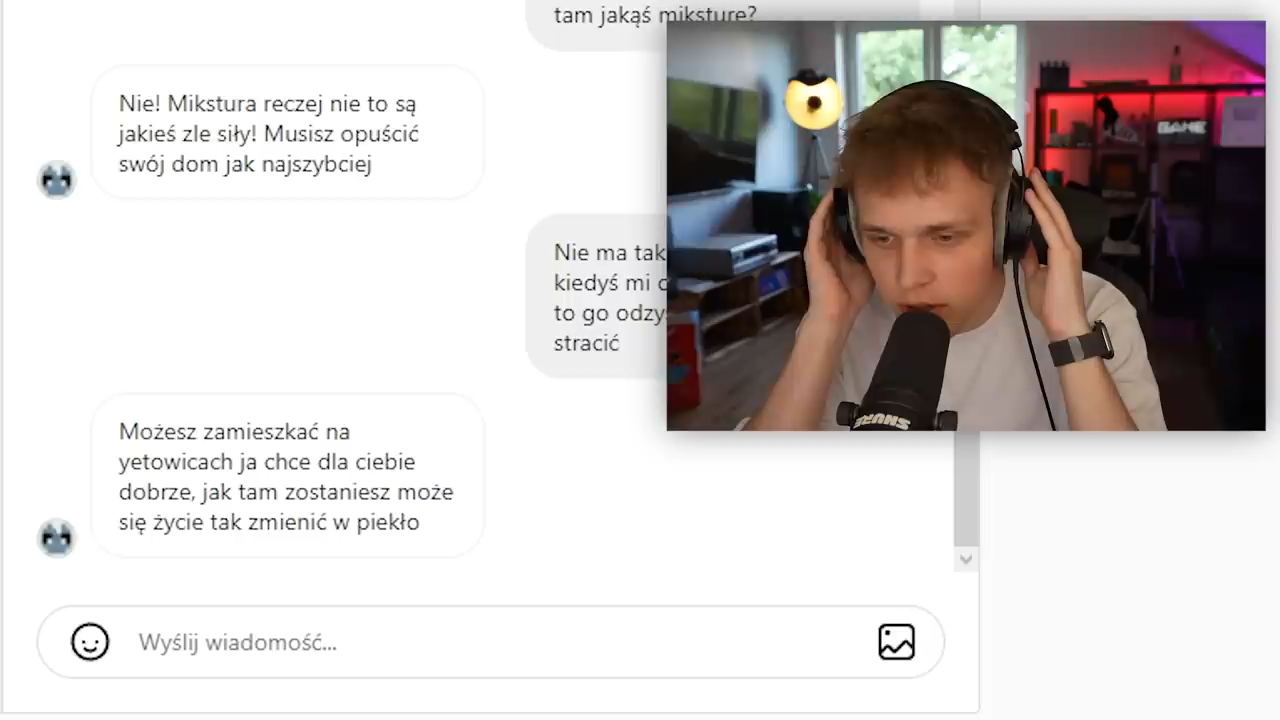 tam jakąś miksture?
Nie! Mikstura reczej nie to są
jakieś zle siły! Musisz opuścić
swój dom jak najszybciej
Nie ma tak
kiedyś mi
to go odzy
stracić
Możesz zamieszkać na
yetowicach ja chce dla ciebie
dobrze, jak tam zostaniesz może
się życie tak zmienić w piekło
Wyślij wiadomość...
GAME
SHURE